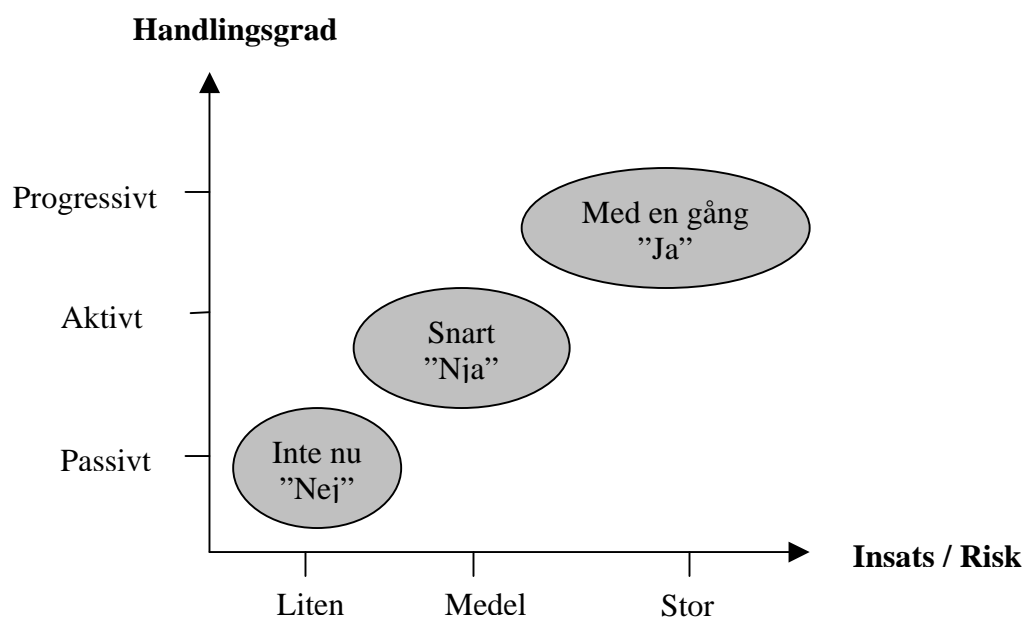 Handlingsgrad
Progressivt
Med en gång
”Ja”
Aktivt
Snart
”Nja”
Passivt
Inte nu
”Nej”
Insats / Risk
Liten
Medel
Stor